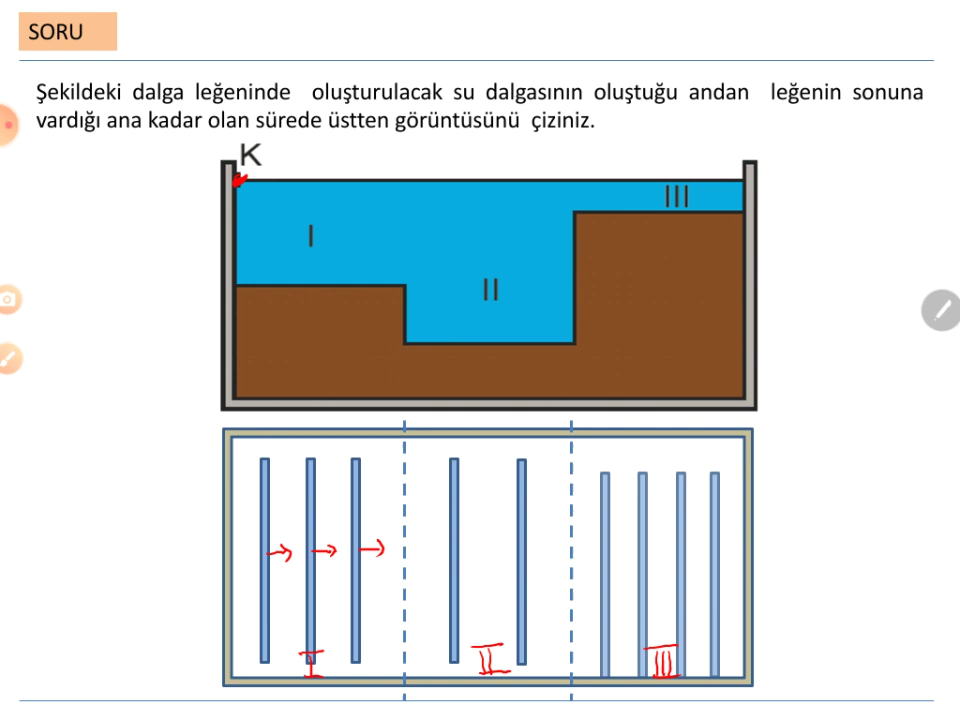 SORU
Şekildeki dalga leğeninde oluşturulacak su dalgasının oluştuğu andan leğenin sonuna
vardığı ana kadar olan sürede üstten görüntüsünü çiziniz.
K
III
I
II
I
II
III